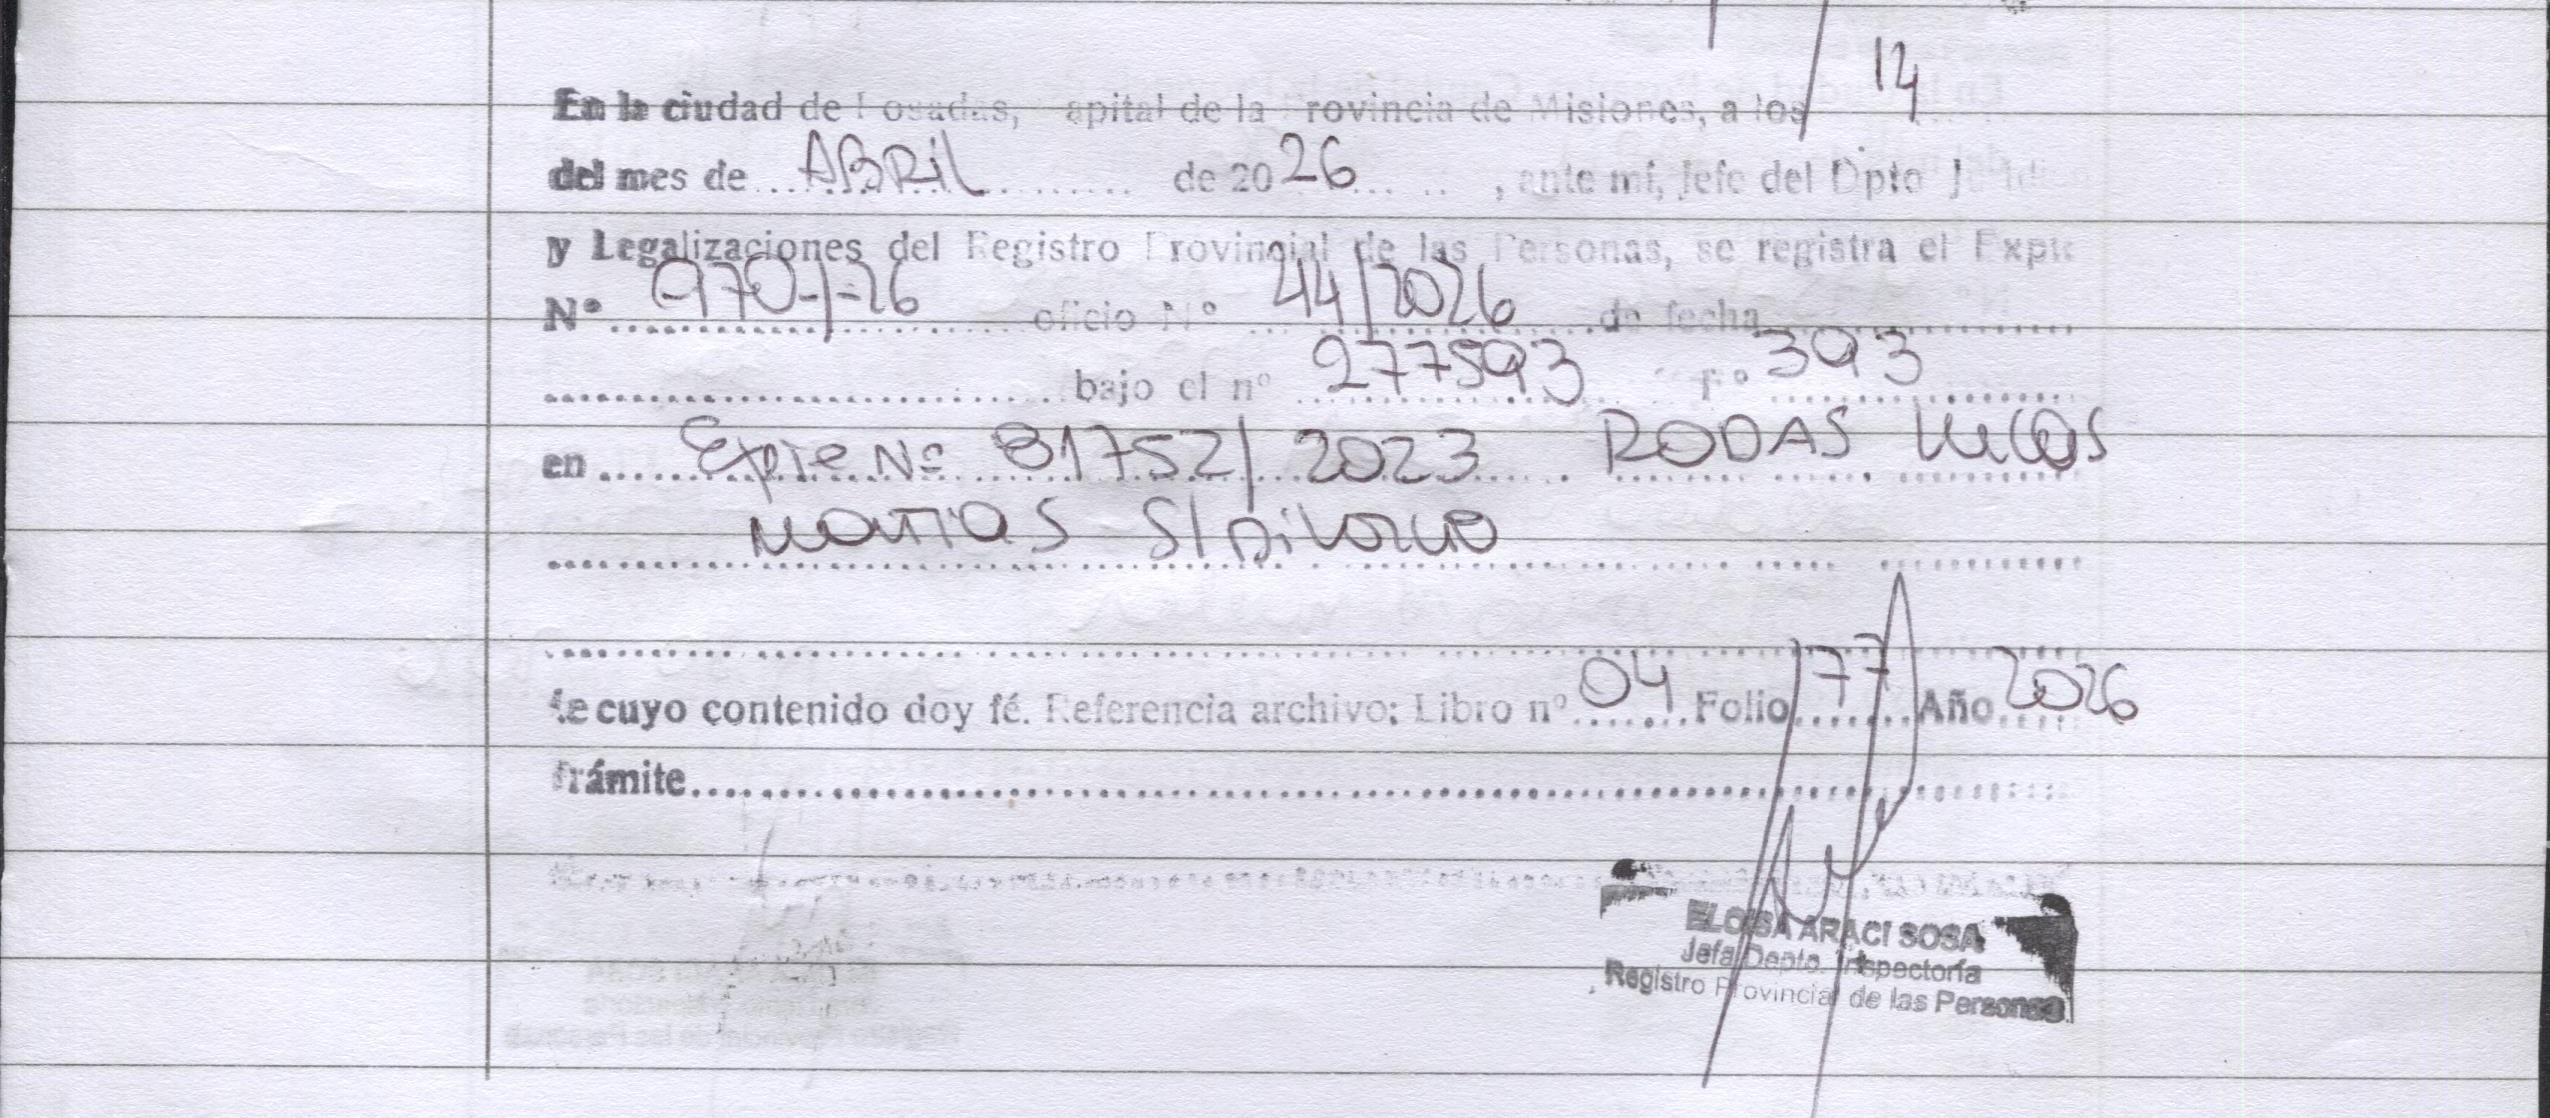 14
En la ciudad de Posadas, Capital de la Provincia de Misiones, a los
del mes de ABRil de 2026, ante mí, Jefe del Dpto
y Legalizaciones del Registro Provincial de las Personas, se registra el Expte
N° 970-/-26 oficio N° 44/2026 de fecha
bajo el n° 277593 F° 393
en Expte Nº 81752/2023 RODAS Lucas
Matias S/Divorcio
de cuyo contenido doy fé. Referencia archivo: Libro n° 04 Folio 77 Año 2026
Trámite
ELOISA ARACI SOSA
Jefa Depto. Inspectoría
Registro Provincial de las Personas